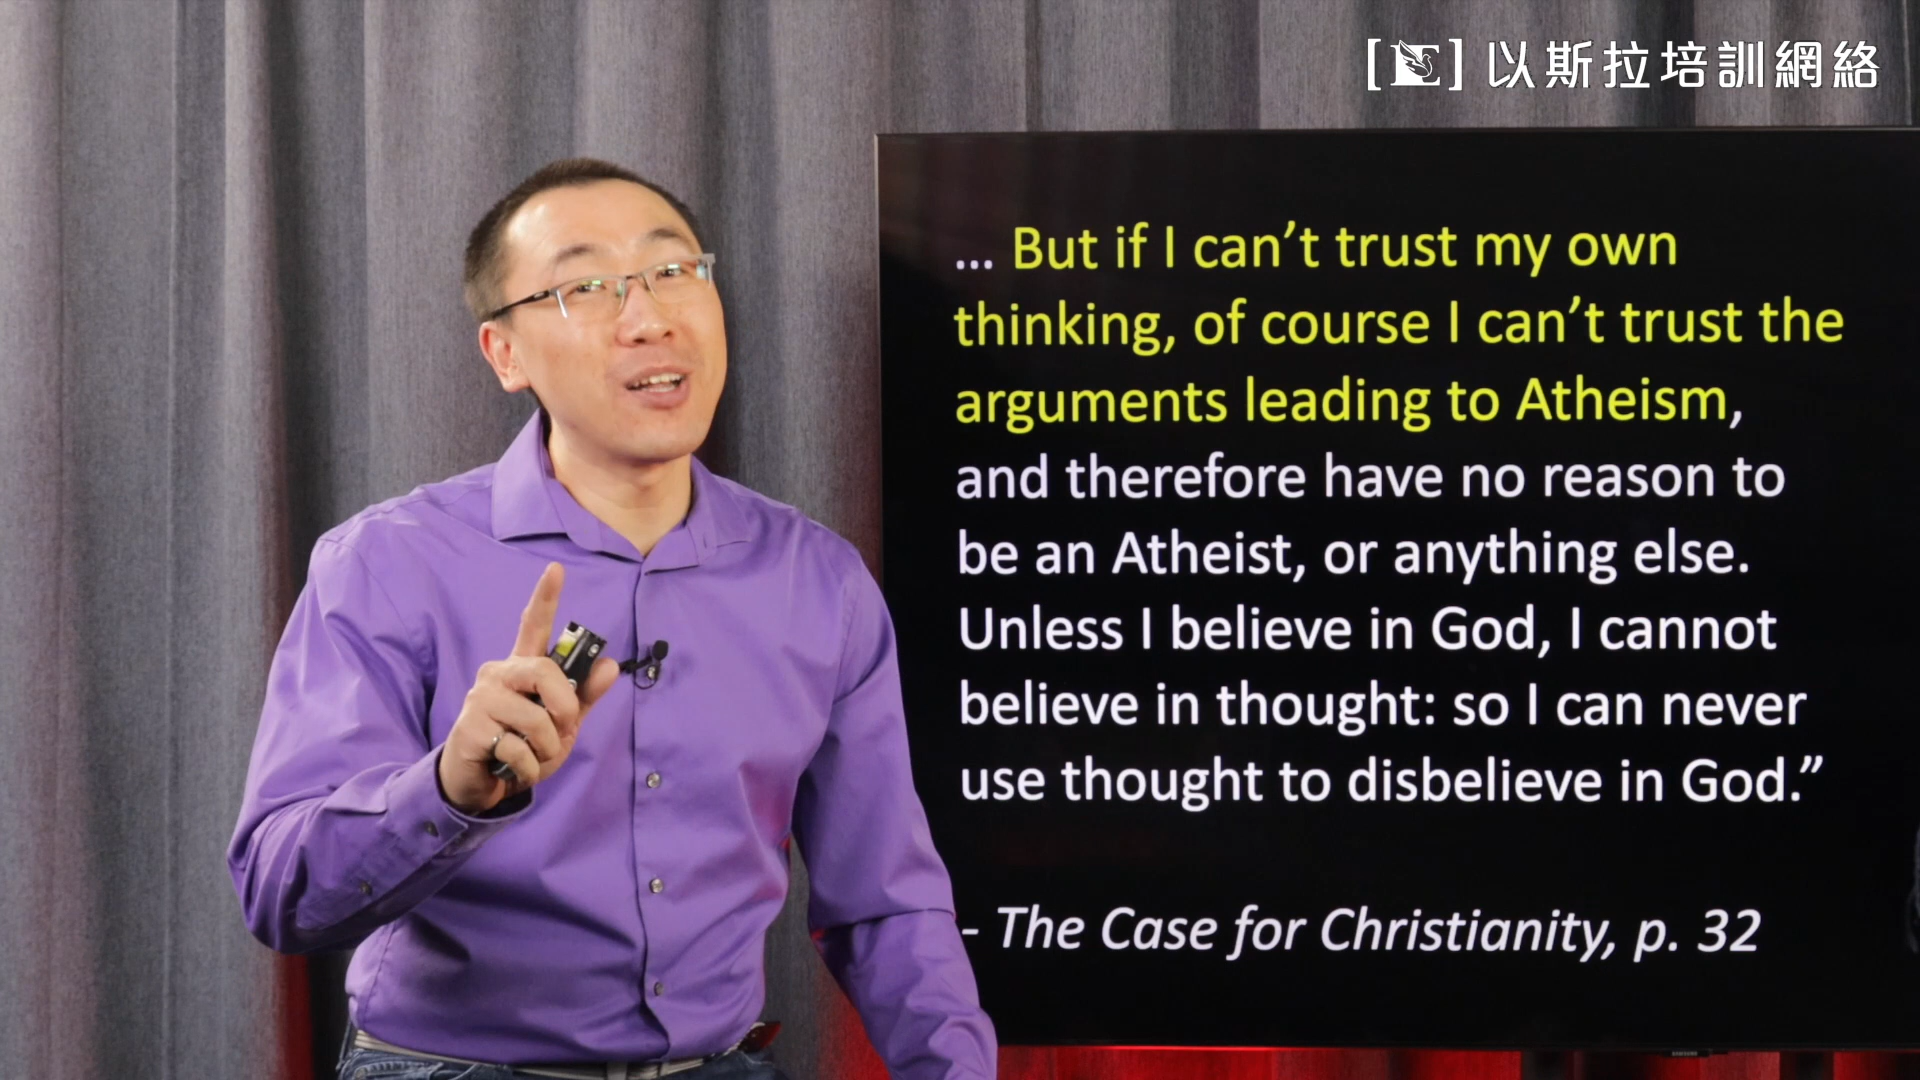 [E] 以斯拉培訓網絡
... But if I can’t trust my own
thinking, of course I can’t trust the
arguments leading to Atheism,
and therefore have no reason to
be an Atheist, or anything else.
Unless I believe in God, I cannot
believe in thought: so I can never
use thought to disbelieve in God.”
- The Case for Christianity, p. 32
SAMSUNG